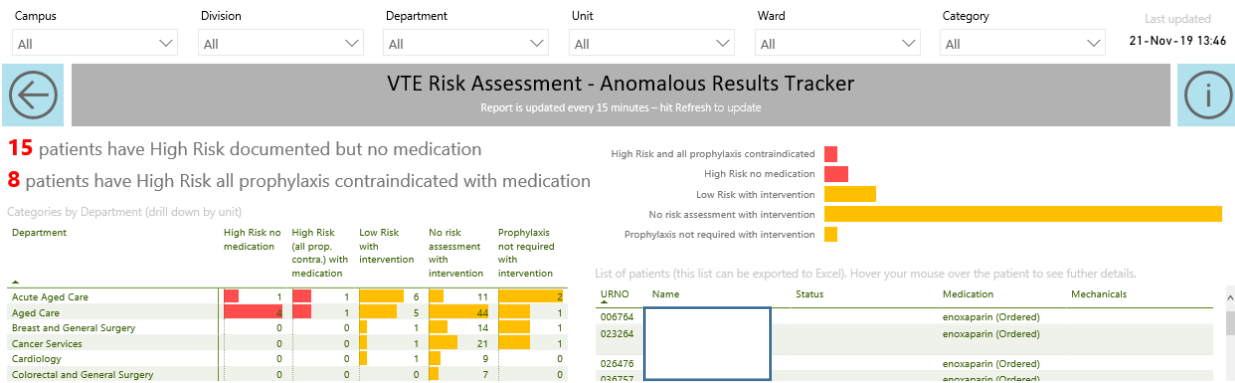 Campus Division Department Unit Ward Category Last updated
All All All All All All 21-Nov-19 13:46
VTE Risk Assessment - Anomalous Results Tracker
Report is updated every 15 minutes – hit Refresh to update
i
15 patients have High Risk documented but no medication
8 patients have High Risk all prophylaxis contraindicated with medication
High Risk and all prophylaxis contraindicated
High Risk no medication
Low Risk with intervention
No risk assessment with intervention
Prophylaxis not required with intervention
Categories by Department (drill down by unit)
Department High Risk no High Risk Low Risk No risk Prophylaxis
medication (all prop. with assessment not required
contra.) with intervention with with
medication intervention intervention
Acute Aged Care 1 1 6 11 2
Aged Care 4 1 5 44 1
Breast and General Surgery 0 0 1 14 1
Cancer Services 0 0 1 21 1
Cardiology 0 0 1 9 0
Colorectal and General Surgery 0 0 0 7 0
List of patients (this list can be exported to Excel). Hover your mouse over the patient to see futher details.
URNO Name Status Medication Mechanicals
006764 enoxaparin (Ordered)
023264 enoxaparin (Ordered)
026476 enoxaparin (Ordered)
036757 enoxaparin (Ordered)